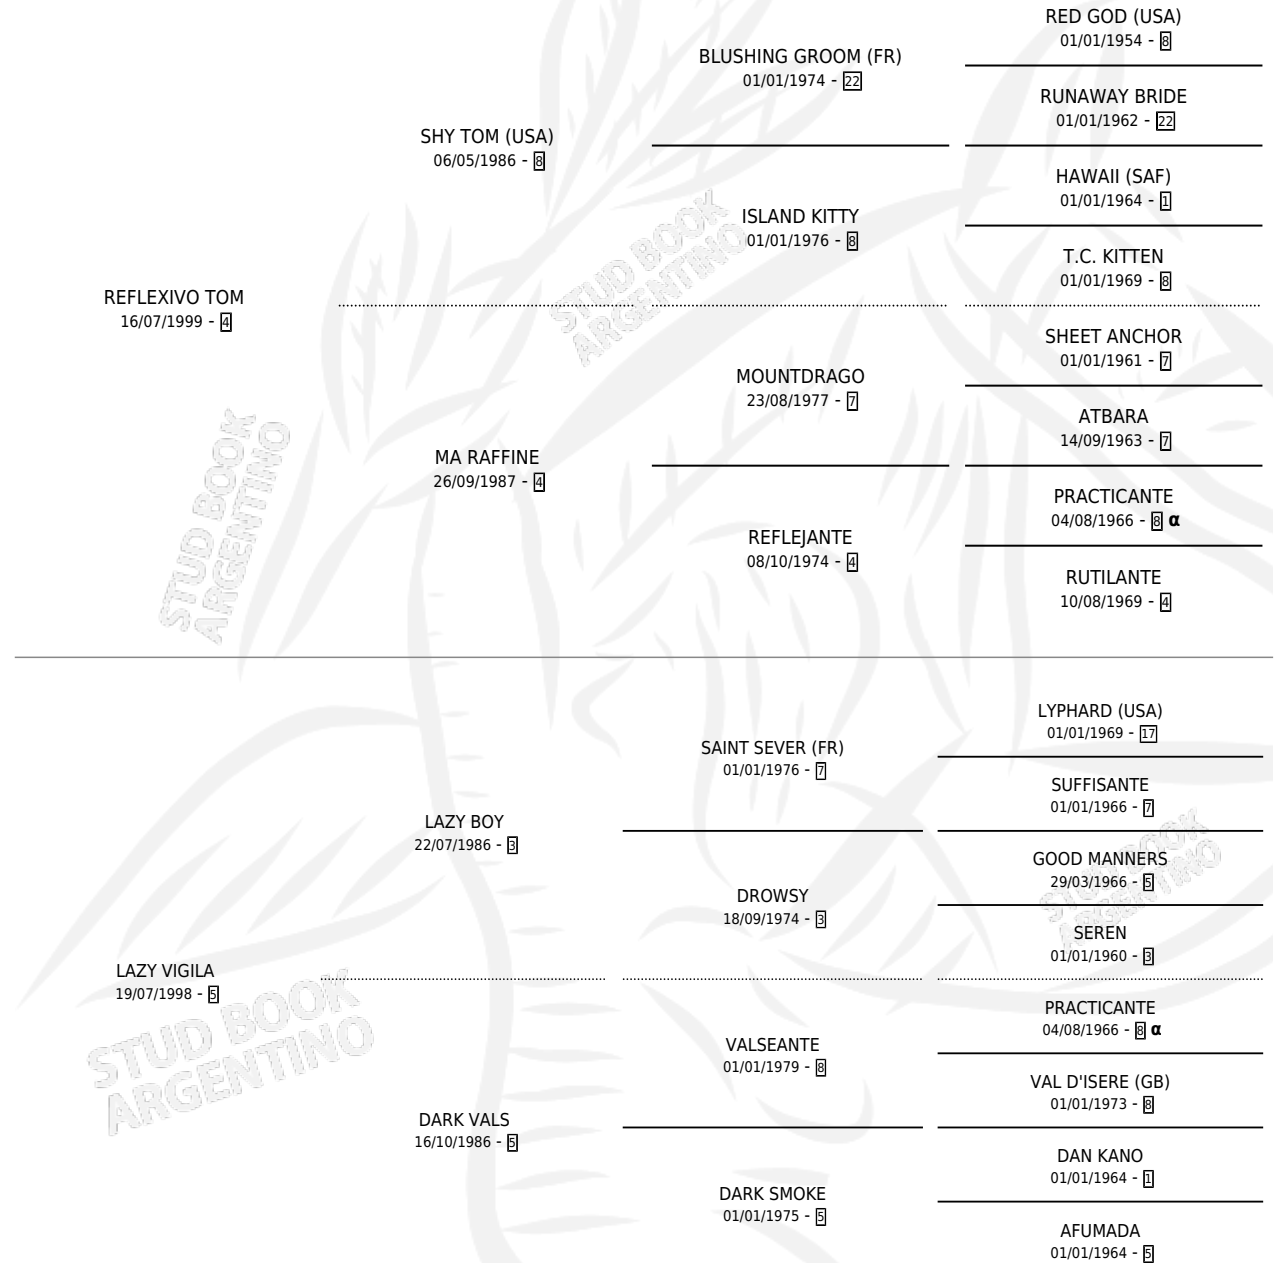 RED GOD (USA)
01/01/1954 - 8
BLUSHING GROOM (FR)
01/01/1974 - 22
RUNAWAY BRIDE
01/01/1962 - 22
SHY TOM (USA)
06/05/1986 - 8
HAWAII (SAF)
01/01/1964 - 1
ISLAND KITTY
01/01/1976 - 8
T.C. KITTEN
01/01/1969 - 8
STUD BOOK
ARGENTINO
REFLEXIVO TOM
16/07/1999 - 4
SHEET ANCHOR
01/01/1961 - 7
MOUNTDRAGO
23/08/1977 - 7
ATBARA
14/09/1963 - 7
MA RAFFINE
26/09/1987 - 4
PRACTICANTE
04/08/1966 - 8 α
REFLEJANTE
08/10/1974 - 4
RUTILANTE
10/08/1969 - 4
STUD BOOK
ARGENTINO
LYPHARD (USA)
01/01/1969 - 17
SAINT SEVER (FR)
01/01/1976 - 7
SUFFISANTE
01/01/1966 - 7
LAZY BOY
22/07/1986 - 3
GOOD MANNERS
29/03/1966 - 5
STUD BOOK
ARGENTINO
DROWSY
18/09/1974 - 3
SEREN
01/01/1960 - 3
LAZY VIGILA
19/07/1998 - 5
STUD BOOK
ARGENTINO
PRACTICANTE
04/08/1966 - 8 α
VALSEANTE
01/01/1979 - 8
VAL D'ISERE (GB)
01/01/1973 - 8
DARK VALS
16/10/1986 - 5
DAN KANO
01/01/1964 - 1
DARK SMOKE
01/01/1975 - 5
AFUMADA
01/01/1964 - 5